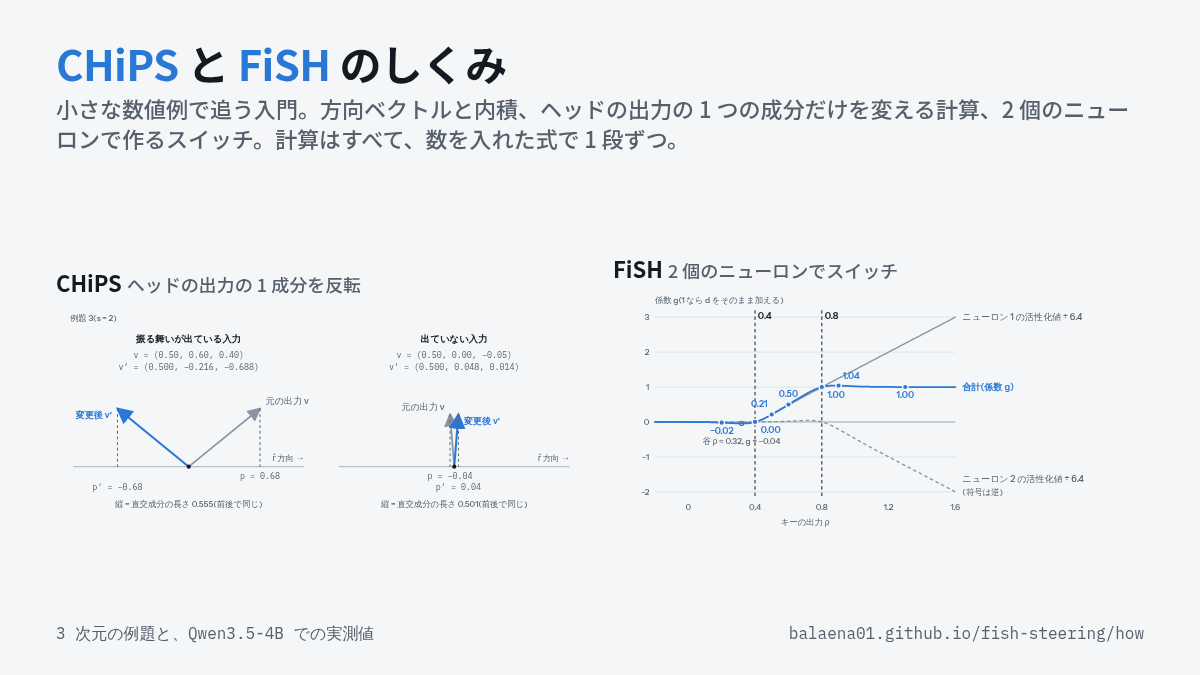 CHiPS と FiSH のしくみ
小さな数値例で追う入門。方向ベクトルと内積、ヘッドの出力の 1 つの成分だけを変える計算、2 個のニュー
ロンで作るスイッチ。計算はすべて、数を入れた式で 1 段ずつ。
CHiPS ヘッドの出力の 1 成分を反転
例題 3(s = 2)
振る舞いが出ている入力
v = (0.50, 0.60, 0.40)
v′ = (0.500, −0.216, −0.688)
変更後 v′
元の出力 v
r̂ 方向 →
p = 0.68
p′ = −0.68
縦 = 直交成分の長さ 0.555(前後で同じ)
出ていない入力
v = (0.50, 0.00, −0.05)
v′ = (0.500, 0.048, 0.014)
元の出力 v
変更後 v′
r̂ 方向 →
p = −0.04
p′ = 0.04
縦 = 直交成分の長さ 0.501(前後で同じ)
FiSH 2 個のニューロンでスイッチ
係数 g(1 なら d をそのまま加える)
3
2
1
0
−1
−2
0.4
0.8
−0.02
0.00
0.21
0.50
1.00
1.04
1.00
谷 ρ ≈ 0.32, g = −0.04
ニューロン 1 の活性化値 ÷ 6.4
合計(係数 g)
ニューロン 2 の活性化値 ÷ 6.4
(符号は逆)
0
0.4
0.8
1.2
1.6
キーの出力 ρ
3 次元の例題と、Qwen3.5-4B での実測値
balaena01.github.io/fish-steering/how